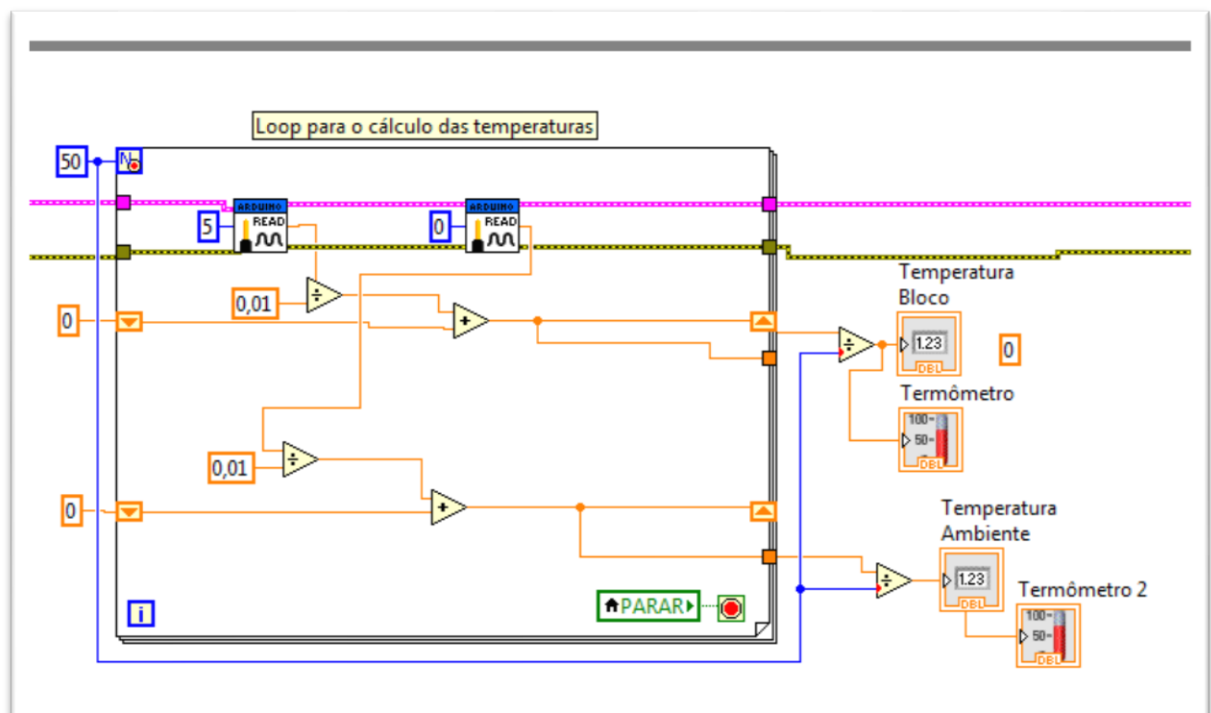 Loop para o cálculo das temperaturas
50
N
ARDUINO
READ
5
ARDUINO
READ
0
0,01
÷
+
0
÷
Temperatura
Bloco
1.23
DBL
0
Termômetro
100
50
DBL
0,01
÷
+
0
÷
Temperatura
Ambiente
1.23
DBL
Termômetro 2
100
50
DBL
i
PARAR